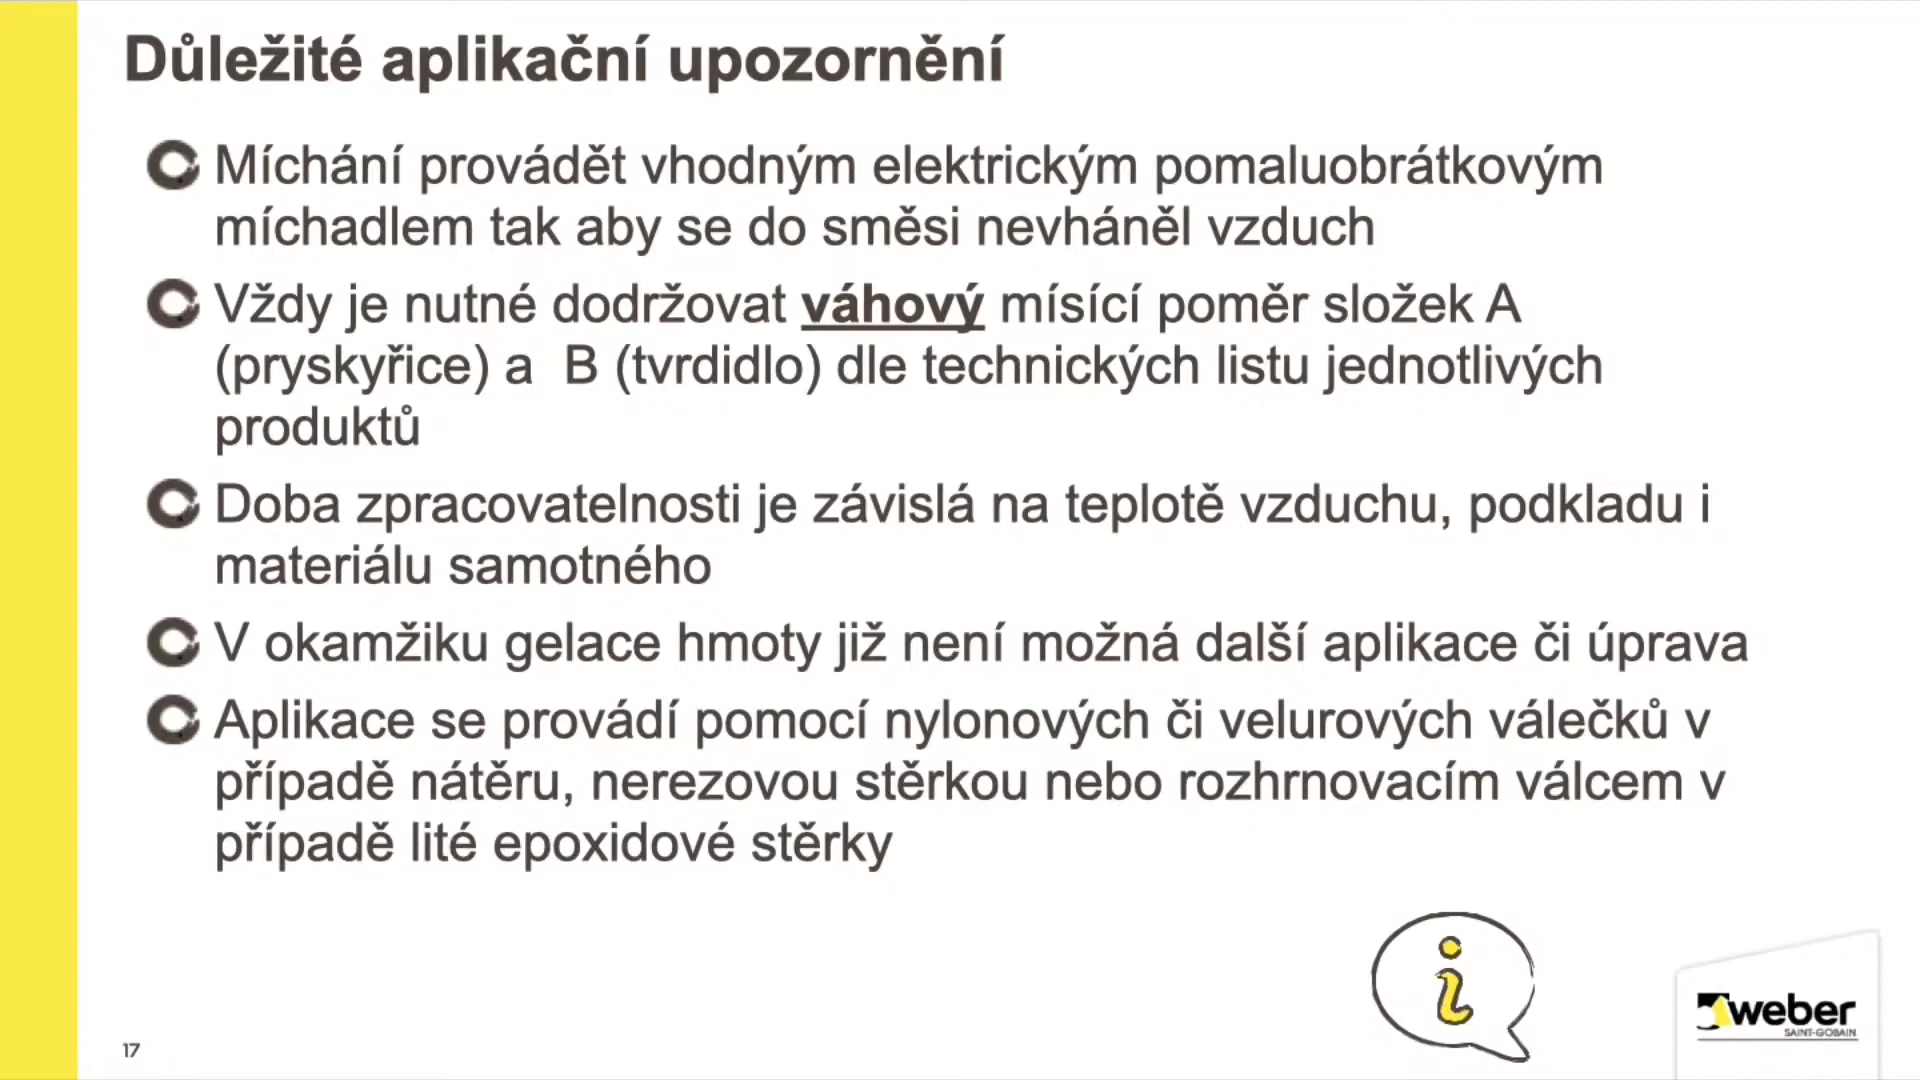 Důležité aplikační upozornění
Míchání provádět vhodným elektrickým pomaluobrátkovým
míchadlem tak aby se do směsi nevháněl vzduch
Vždy je nutné dodržovat váhový mísící poměr složek A
(pryskyřice) a  B (tvrdidlo) dle technických listu jednotlivých
produktů
Doba zpracovatelnosti je závislá na teplotě vzduchu, podkladu i
materiálu samotného
V okamžiku gelace hmoty již není možná další aplikace či úprava
Aplikace se provádí pomocí nylonových či velurových válečků v
případě nátěru, nerezovou stěrkou nebo rozhrnovacím válcem v
případě lité epoxidové stěrky
i
weber
SAINT-GOBAIN
17